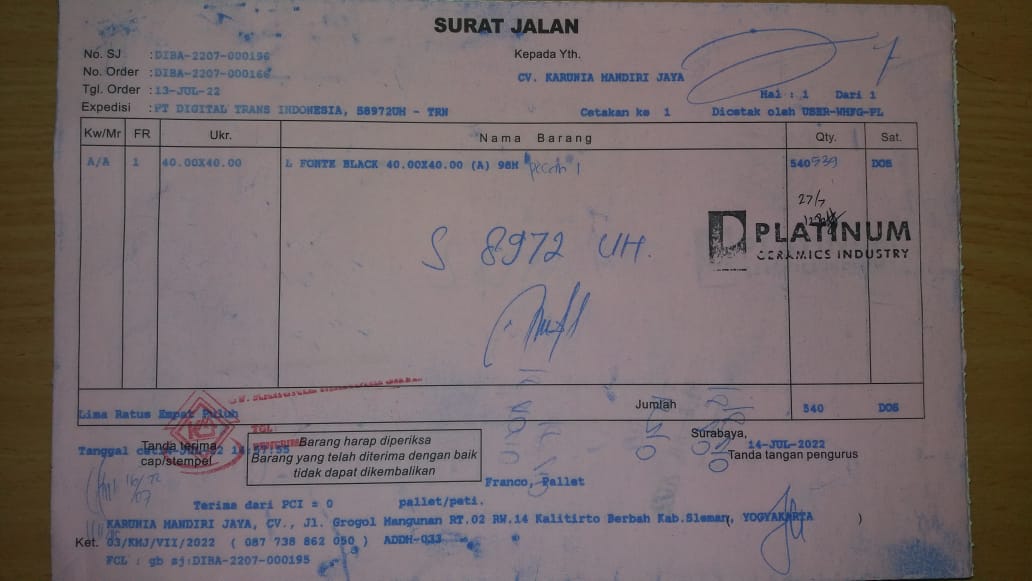 SURAT JALAN
No. SJ : DIBA-2207-000196
No. Order : DIBA-2207-000166
Tgl. Order : 13-JUL-22
Expedisi : PT DIGITAL TRANS INDONESIA, S8972UH - TRN
Kepada Yth.
CV. KARUNIA MANDIRI JAYA
Hal : 1 Dari 1
Cetakan ke 1 Dicetak oleh USER-WHFG-PL
Kw/Mr FR Ukr. Nama Barang Qty. Sat.
A/A 1 40.00X40.00 L FONTE BLACK 40.00X40.00 (A) 98M pecah 1 540 539 DOS
27/7
PLATINUM
CERAMICS INDUSTRY
S 8972 UH.
Lima Ratus Empat Puluh
Jumlah 540 DOS
TGL
Tanda terima
cap/stempel
Barang harap diperiksa
Barang yang telah diterima dengan baik
tidak dapat dikembalikan
Surabaya, 14-JUL-2022
Tanda tangan pengurus
Franco, Pallet
Terima dari PCI = 0 pallet/peti.
KARUNIA MANDIRI JAYA, CV., Jl. Grogol Mangunan RT.02 RW.14 Kalitirto Berbah Kab.Sleman, YOGYAKARTA )
Ket. 03/KMJ/VII/2022 ( 087 738 862 050 ) ADDH-033
FCL : gb sj:DIBA-2207-000195